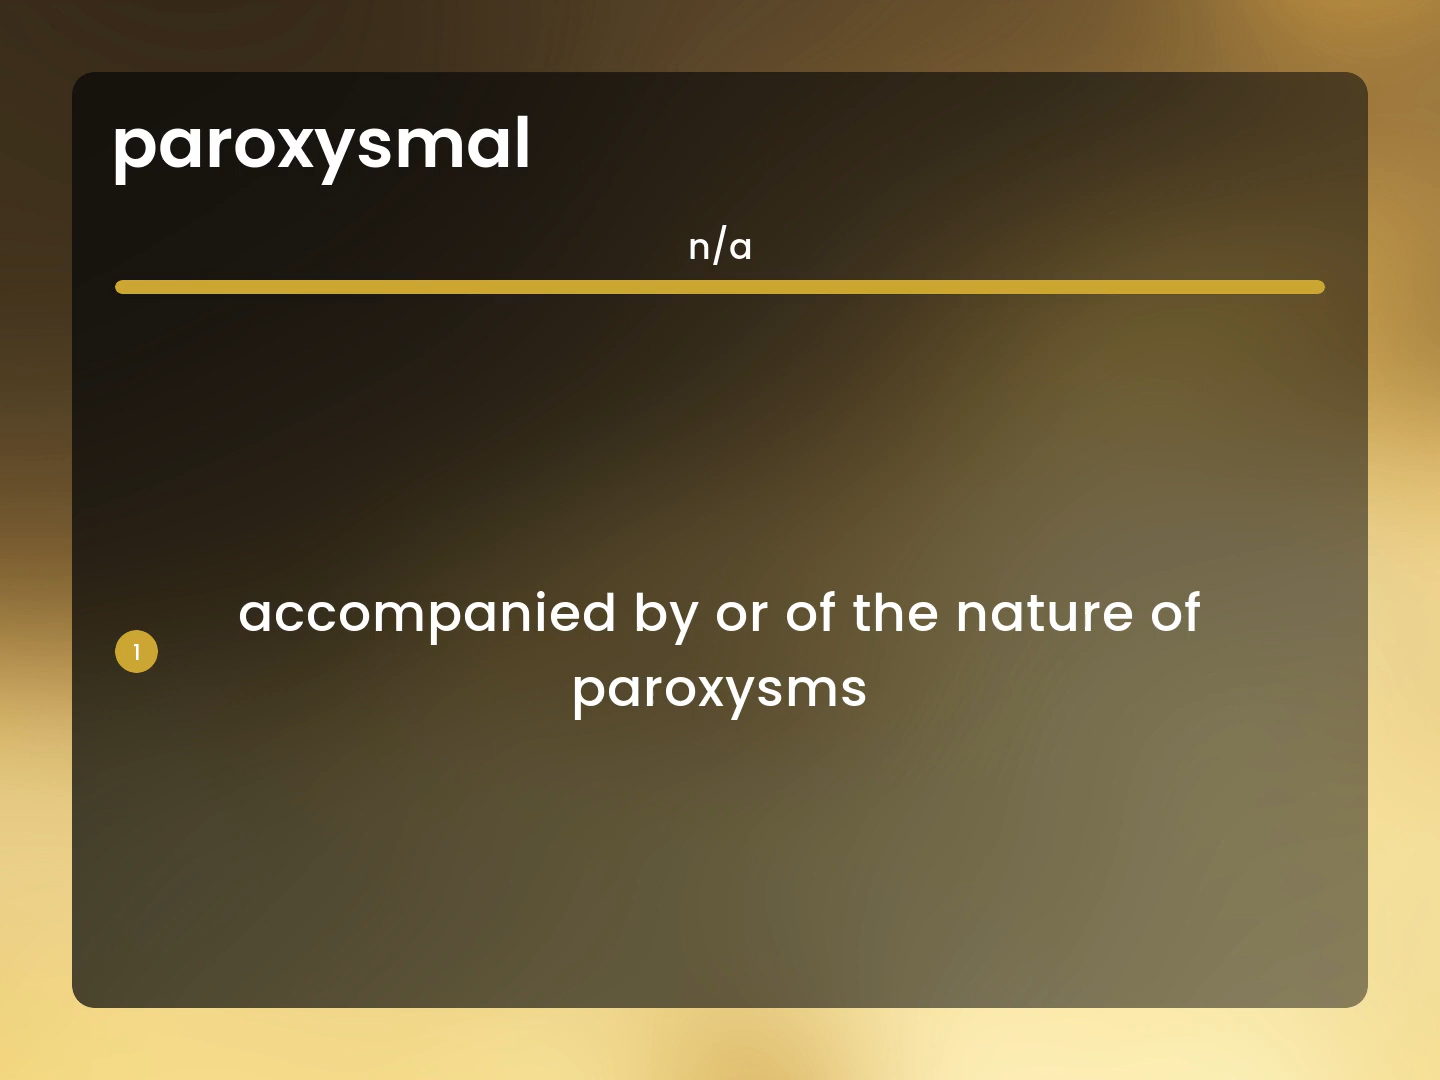 paroxysmal
n/a
1
accompanied by or of the nature of
paroxysms